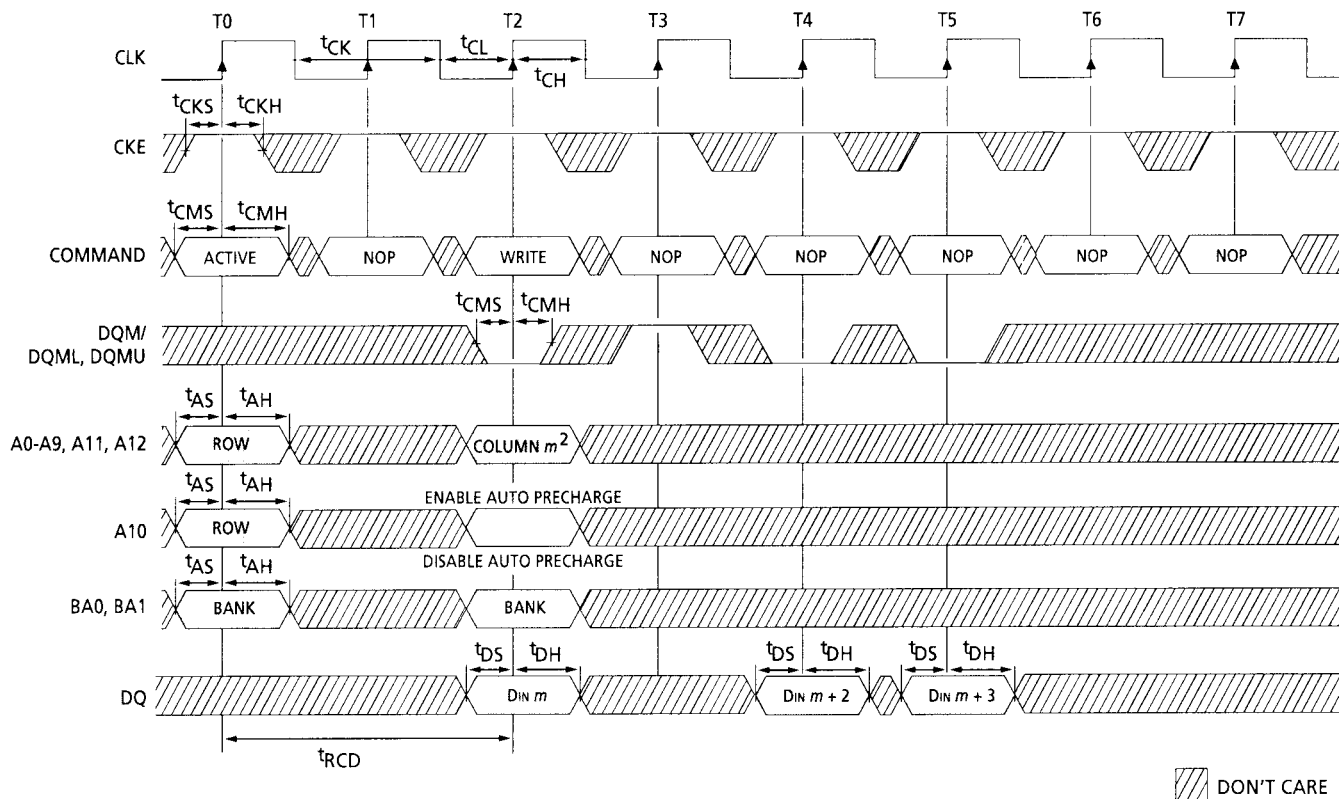 T0 T1 T2 T3 T4 T5 T6 T7
CLK
tCK tCL
tCH
tCKS tCKH
CKE
tCMS tCMH
COMMAND ACTIVE NOP WRITE NOP NOP NOP NOP NOP
tCMS tCMH
DQM/
DQML, DQMU
tAS tAH
A0-A9, A11, A12 ROW COLUMN m2
tAS tAH ENABLE AUTO PRECHARGE
A10 ROW
tAS tAH DISABLE AUTO PRECHARGE
BA0, BA1 BANK BANK
tDS tDH tDS tDH tDS tDH
DQ DIN m DIN m + 2 DIN m + 3
tRCD
DON'T CARE